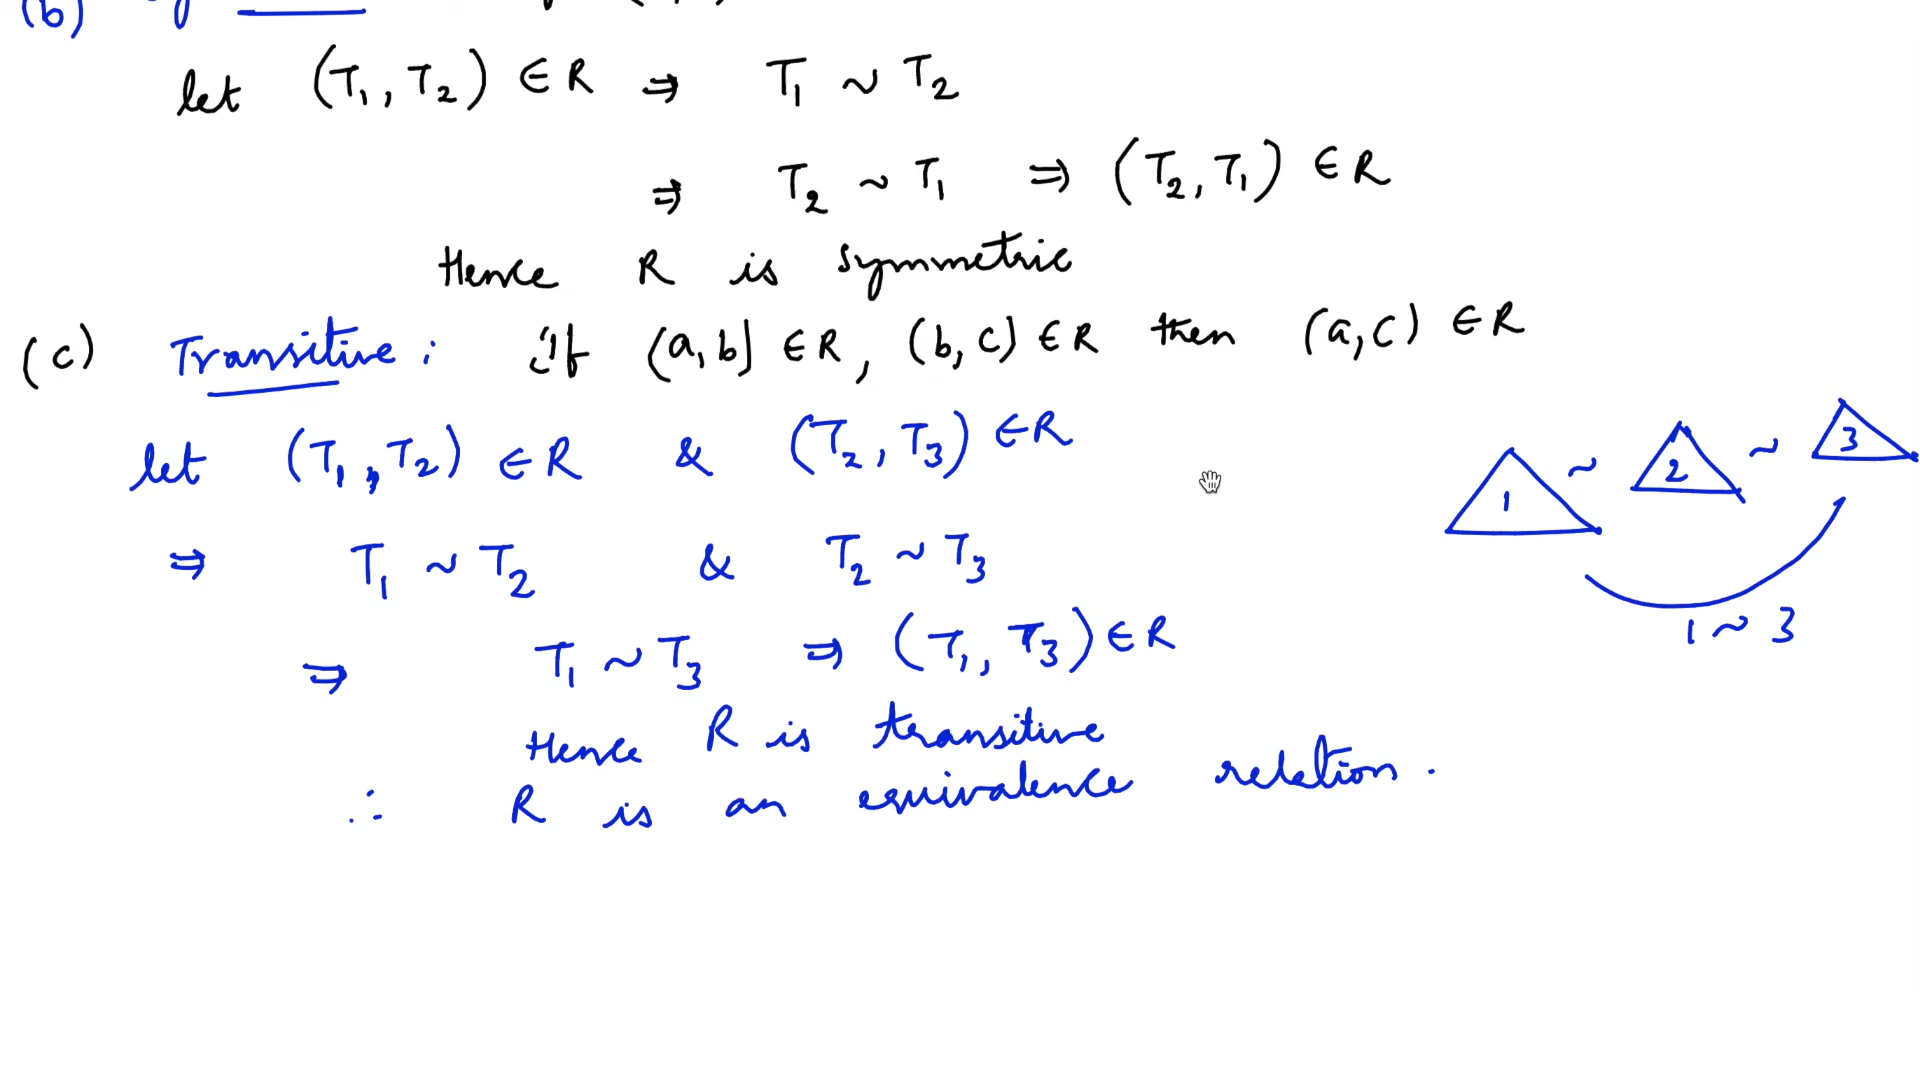 (b)
let (T₁, T₂) ∈ R ⇒ T₁ ~ T₂
⇒ T₂ ~ T₁ ⇒ (T₂, T₁) ∈ R
Hence R is symmetric
(c) Transitive : If (a, b] ∈ R, (b, c) ∈ R then (a, c) ∈ R
let (T₁, T₂) ∈ R & (T₂, T₃) ∈ R
1 ~ 2 ~ 3
⇒ T₁ ~ T₂ & T₂ ~ T₃
1 ~ 3
⇒ T₁ ~ T₃ ⇒ (T₁, T₃) ∈ R
Hence R is transitive
∴ R is an equivalence relation.